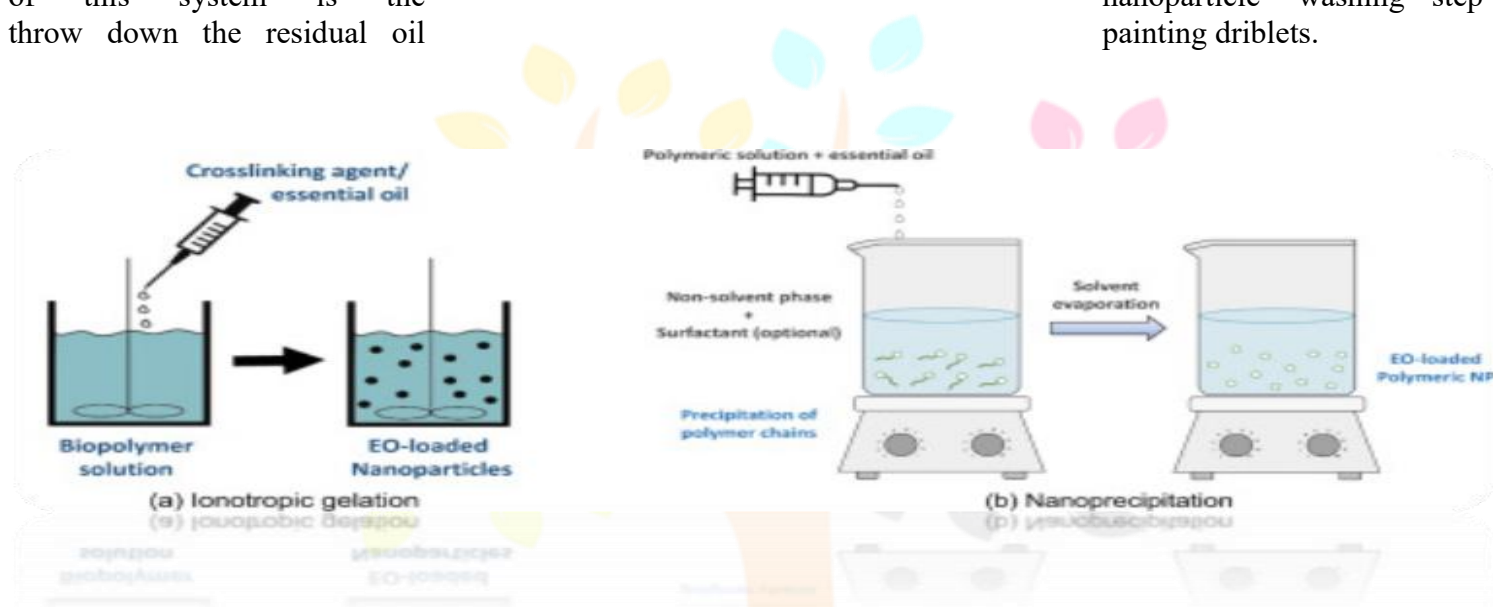 of this system is the
throw down the residual oil
nanoparticle washing step
painting driblets.
Crosslinking agent/
essential oil
Biopolymer
solution
EO-loaded
Nanoparticles
(a) Ionotropic gelation
Polymeric solution + essential oil
Non-solvent phase
+
Surfactant (optional)
Precipitation of
polymer chains
Solvent
evaporation
EO-loaded
Polymeric NP
(b) Nanoprecipitation